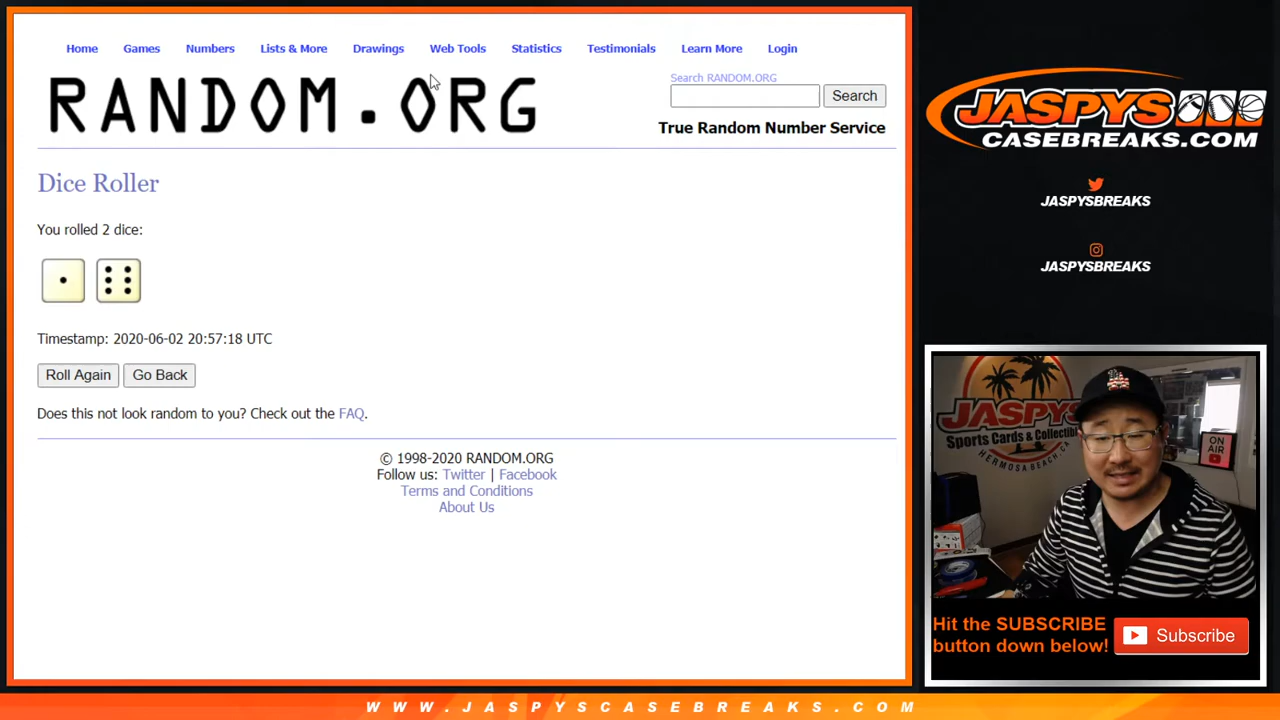 Home Games Numbers Lists & More Drawings Web Tools Statistics Testimonials Learn More Login
RANDOM.ORG
Search RANDOM.ORG
Search
True Random Number Service
Dice Roller
You rolled 2 dice:
Timestamp: 2020-06-02 20:57:18 UTC
Roll Again Go Back
Does this not look random to you? Check out the FAQ.
© 1998-2020 RANDOM.ORG
Follow us: Twitter | Facebook
Terms and Conditions
About Us
JASPYS
CASEBREAKS.COM
JASPYSBREAKS
JASPYSBREAKS
JASPYS
Sports Cards & Collectibl
HERMOSA BEACH, CA
ON
AIR
Hit the SUBSCRIBE
button down below!
Subscribe
WWW.JASPYSCASEBREAKS.COM